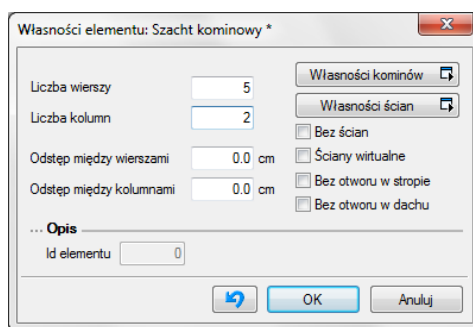 Własności elementu: Szacht kominowy *
Liczba wierszy 5
Liczba kolumn 2
Odstęp między wierszami 0.0 cm
Odstęp między kolumnami 0.0 cm
Własności kominów
Własności ścian
Bez ścian
Ściany wirtualne
Bez otworu w stropie
Bez otworu w dachu
... Opis
Id elementu 0
OK Anuluj